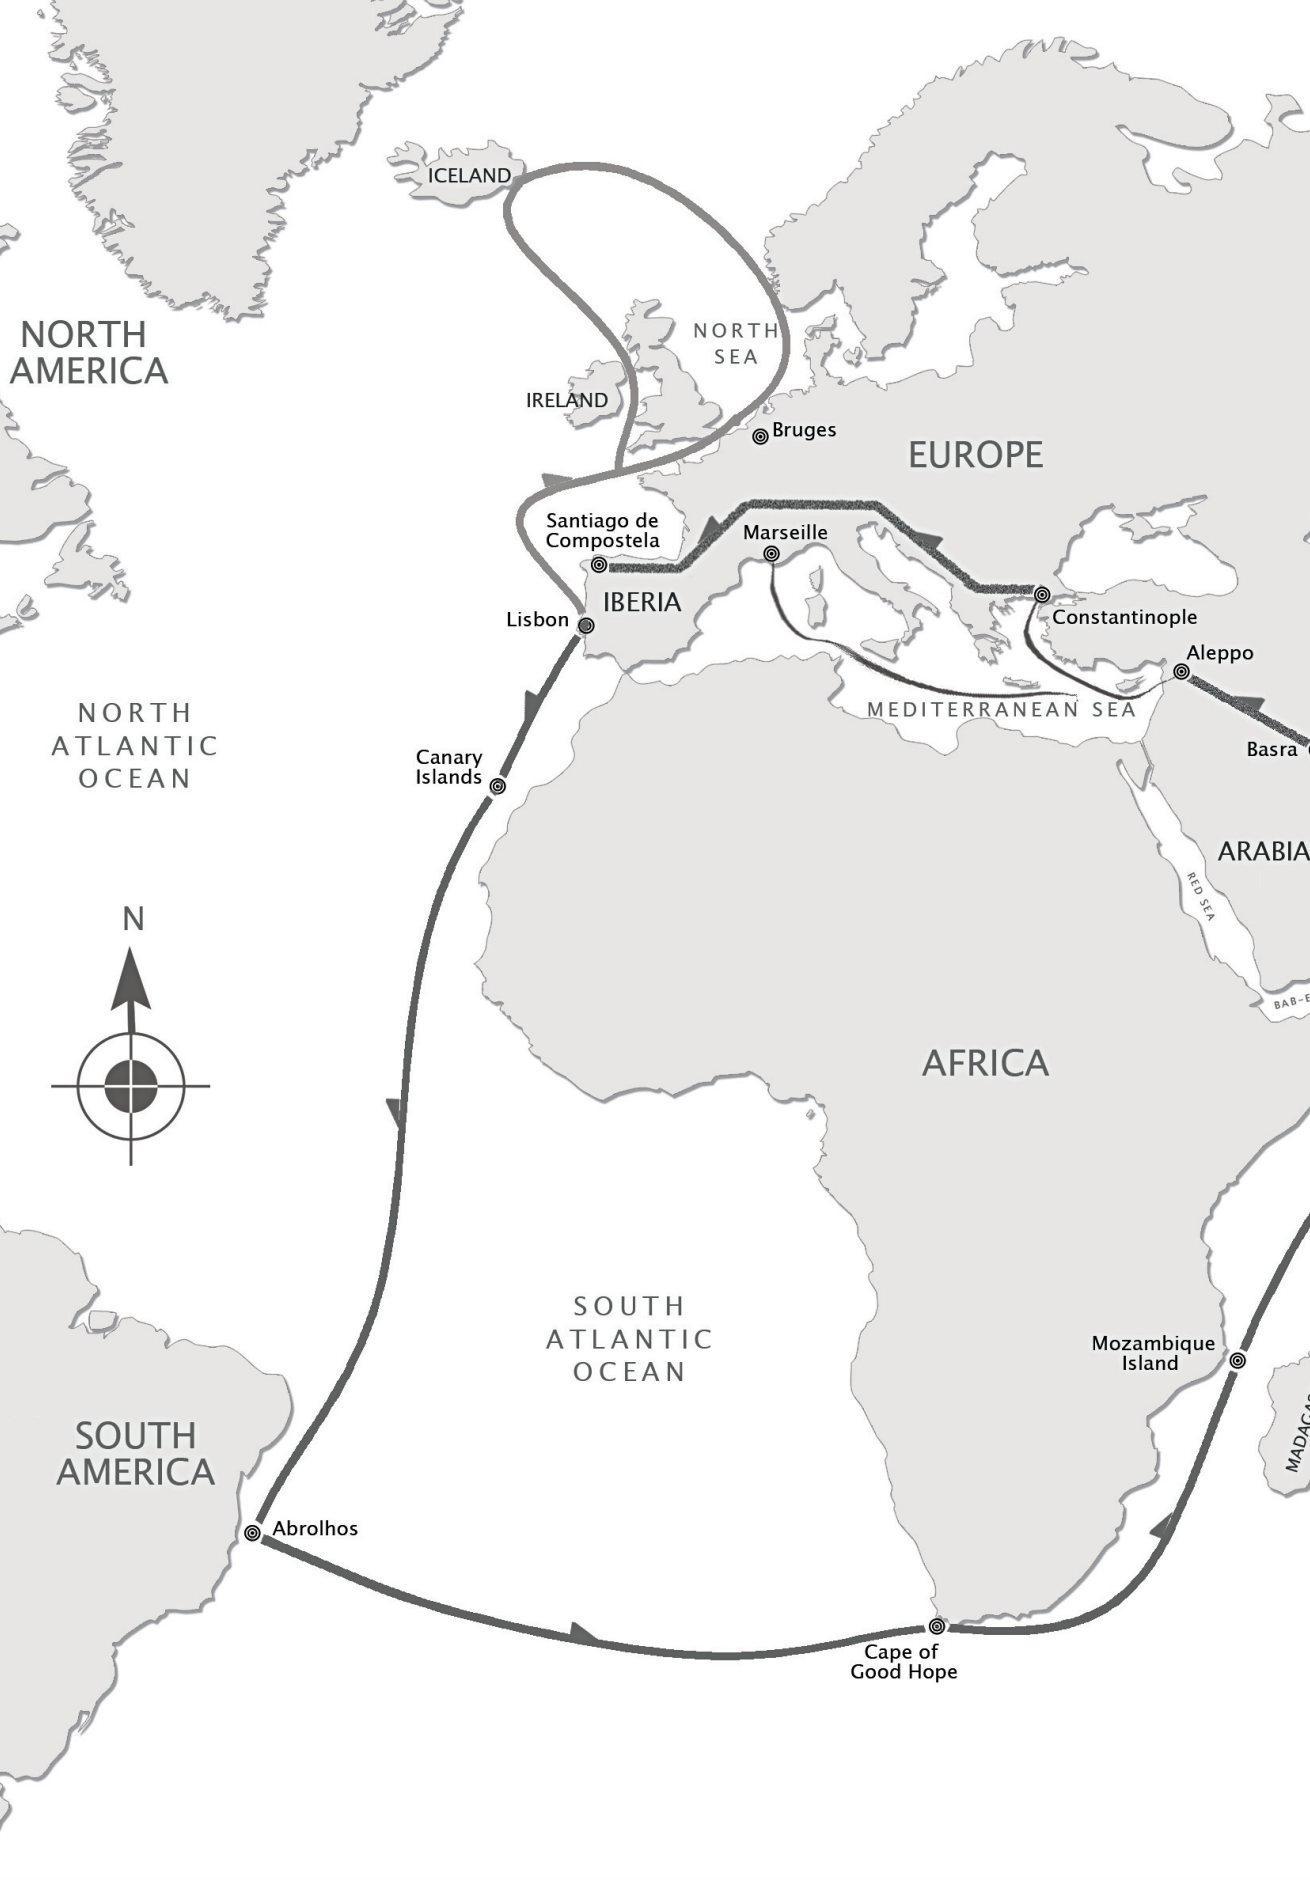 ICELAND
NORTH
AMERICA
NORTH
SEA
IRELAND
Bruges
EUROPE
Santiago de
Compostela
Marseille
IBERIA
Lisbon
Constantinople
Aleppo
MEDITERRANEAN SEA
NORTH
ATLANTIC
OCEAN
Canary
Islands
Basra
ARABIA
RED SEA
N
BAB-E
AFRICA
SOUTH
ATLANTIC
OCEAN
Mozambique
Island
MADAGAS
SOUTH
AMERICA
Abrolhos
Cape of
Good Hope